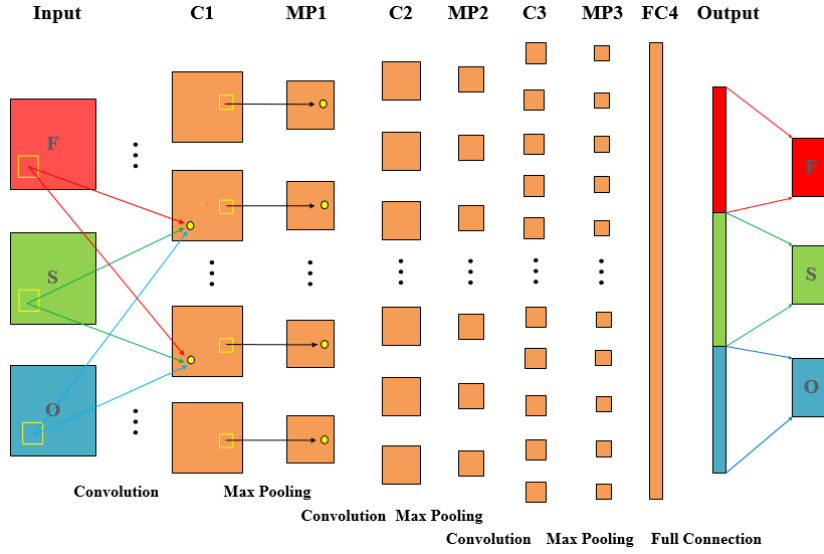 Input C1 MP1 C2 MP2 C3 MP3 FC4 Output
F
F
S
S
O
O
Convolution Max Pooling
Convolution Max Pooling
Convolution Max Pooling Full Connection